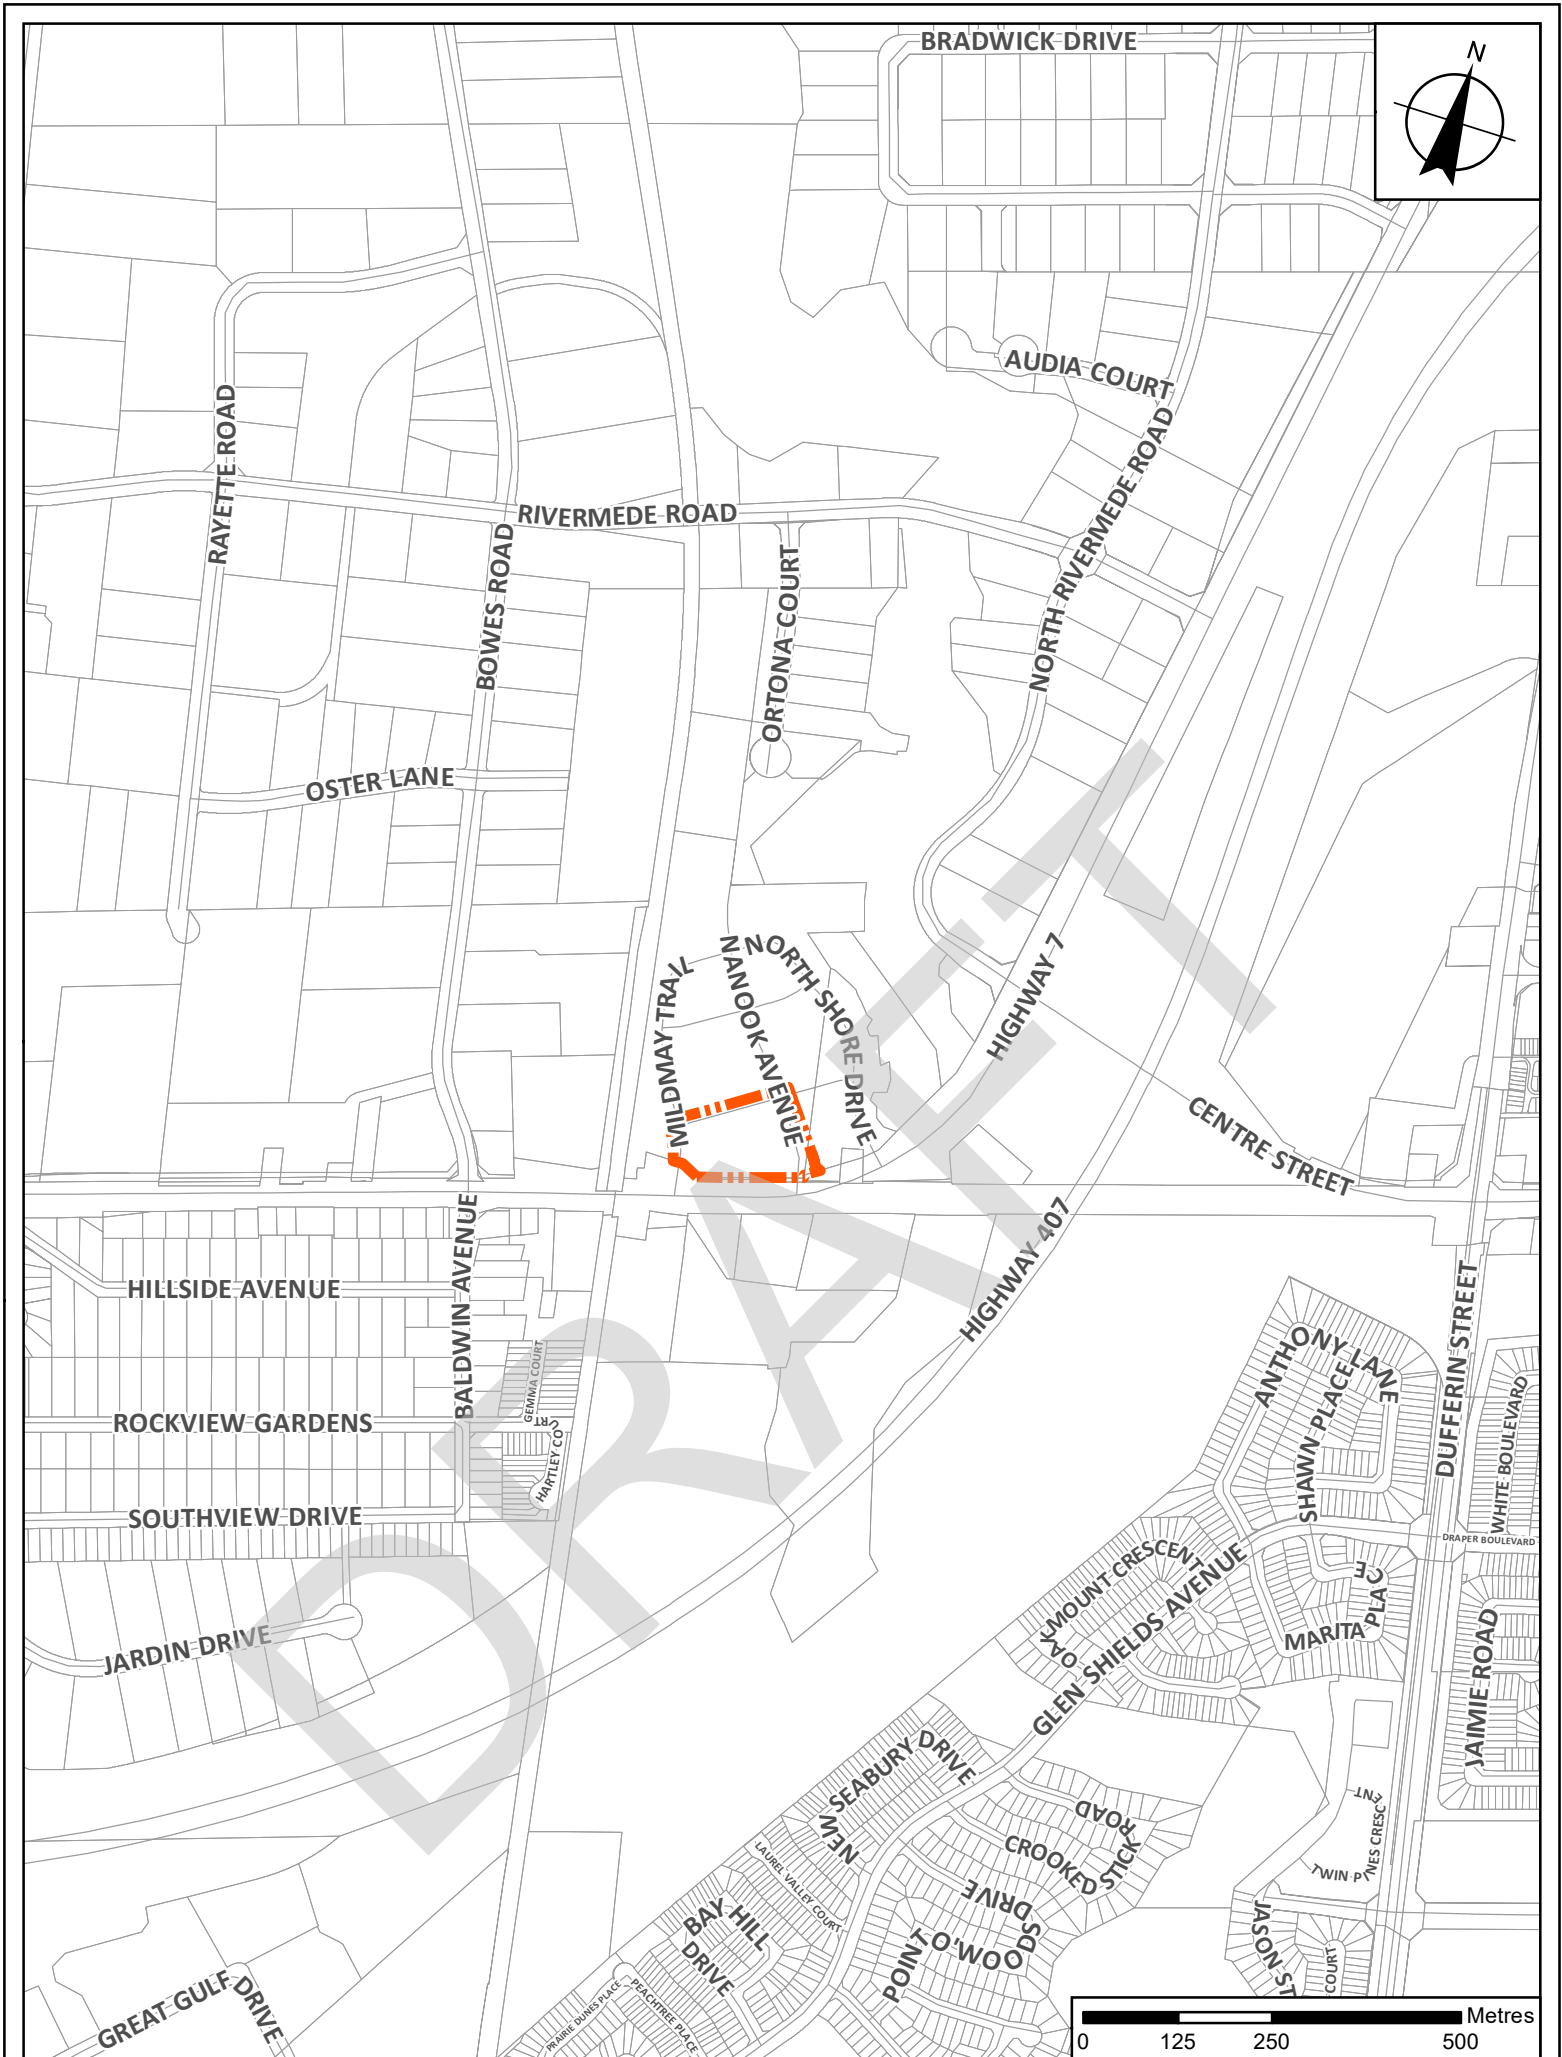 BRADWICK DRIVE
N
AUDIA COURT
RAYETTE ROAD
RIVERMEDE ROAD
BOWES ROAD
ORTONA COURT
NORTH RIVERMEDE ROAD
OSTER LANE
NORTH SHORE DRIVE
NANOOK AVENUE
MILDMAY TRAIL
HIGHWAY 7
CENTRE STREET
BALDWIN AVENUE
HIGHWAY 407
HILLSIDE AVENUE
DUFFERIN STREET
ANTHONY LANE
SHAWN PLACE
WHITE BOULEVARD
GEMMA COURT
ROCKVIEW GARDENS
HARTLEY COURT
SOUTHVIEW DRIVE
DRAPER BOULEVARD
OAKMOUNT CRESCENT
GLEN SHIELDS AVENUE
MARITA PLACE
JARDIN DRIVE
JAIMIE ROAD
NEW SEABURY DRIVE
CROOKED STICK ROAD
TWIN PINES CRESCENT
LAUREL VALLEY COURT
POINT O'WOODS DRIVE
BAY HILL DRIVE
JASON ST
COURT
PRAIRIE DUNES PLACE
PEACHTREE PLACE
GREAT GULF DRIVE
DRAFT
Metres
0 125 250 500